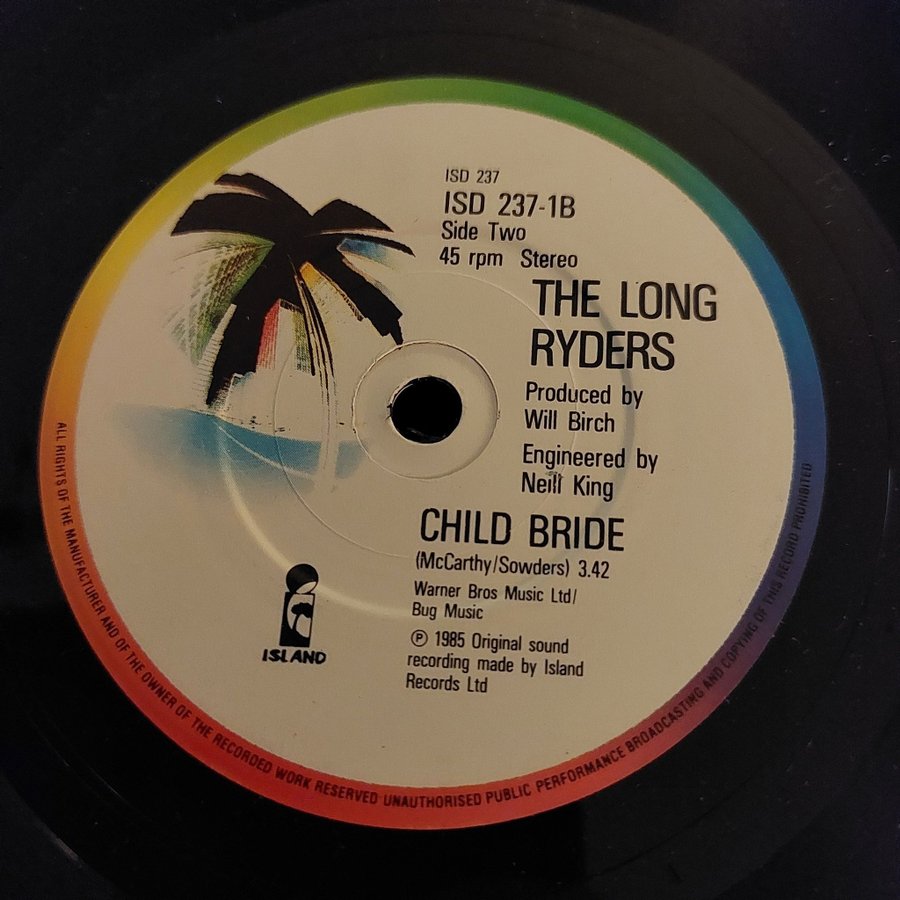 ISD 237
ISD 237-1B
Side Two
45 rpm Stereo
THE LONG
RYDERS
Produced by
Will Birch
Engineered by
Neill King
CHILD BRIDE
(McCarthy/Sowders) 3.42
Warner Bros Music Ltd/
Bug Music
Ⓟ 1985 Original sound
recording made by Island
Records Ltd
ISLAND
ALL RIGHTS OF THE MANUFACTURER AND OF THE OWNER OF THE RECORDED WORK RESERVED UNAUTHORISED PUBLIC PERFORMANCE BROADCASTING AND COPYING OF THIS RECORD PROHIBITED